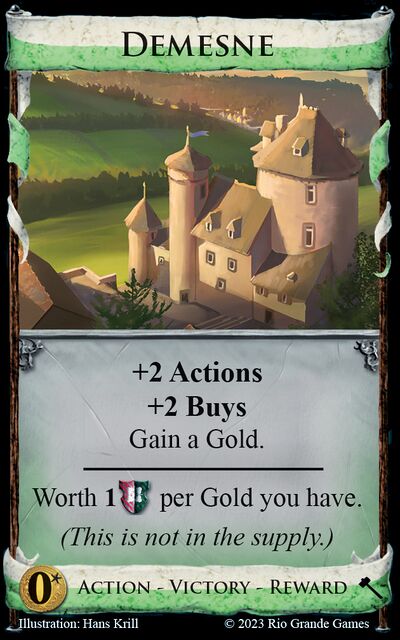 DEMESNE
+2 Actions
+2 Buys
Gain a Gold.
Worth 1 per Gold you have.
(This is not in the supply.)
0* ACTION - VICTORY - REWARD
Illustration: Hans Krill © 2023 Rio Grande Games